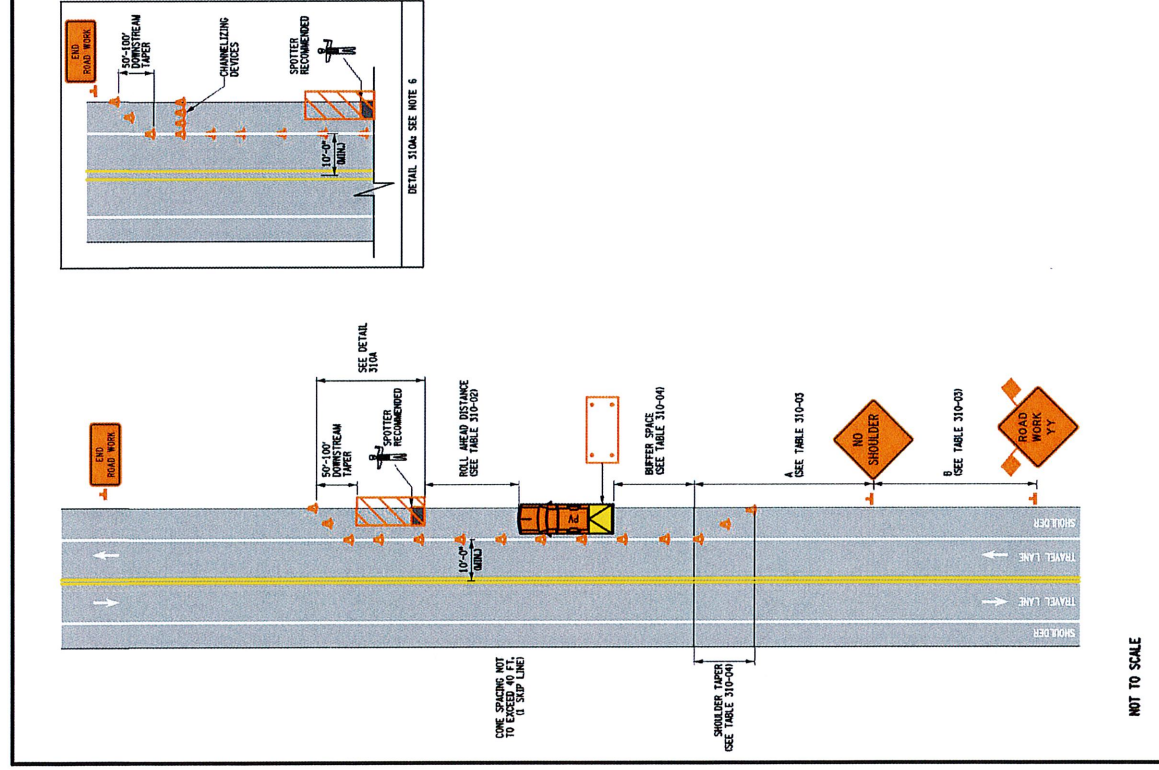 END
ROAD WORK
50'-100'
DOWNSTREAM
TAPER
CHANNELIZING
DEVICES
SPOTTER
RECOMMENDED
10'-0"
(MIN.)
DETAIL 310A: SEE NOTE 6
END
ROAD WORK
50'-100'
DOWNSTREAM
TAPER
SEE DETAIL
310A
SPOTTER
RECOMMENDED
ROLL AHEAD DISTANCE
(SEE TABLE 310-02)
10'-0"
(MIN.)
PV
BUFFER SPACE
(SEE TABLE 310-04)
CONE SPACING NOT
TO EXCEED 40 FT.
(1 SKIP LINE)
A
(SEE TABLE 310-03
SHOULDER TAPER
(SEE TABLE 310-04)
NO
SHOULDER
B
(SEE TABLE 310-03)
ROAD
WORK
YY
SHOULDER
TRAVEL LANE
TRAVEL LANE
SHOULDER
NOT TO SCALE